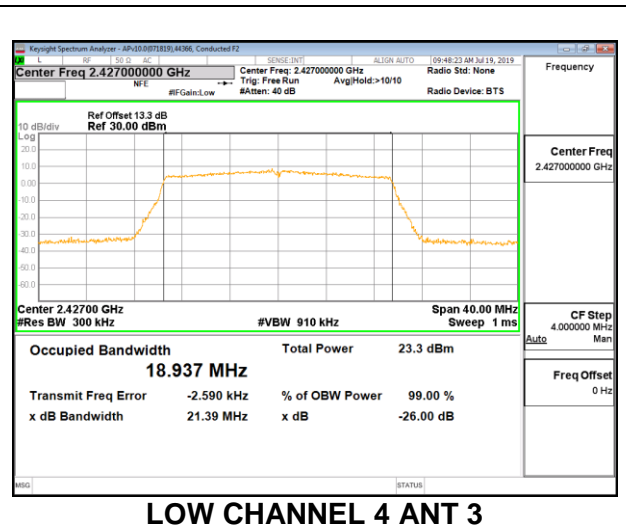 Keysight Spectrum Analyzer - APv10.0(071819),44366, Conducted F2
L RF 50 Ω AC SENSE:INT ALIGN AUTO 09:48:23 AM Jul 19, 2019
Center Freq 2.427000000 GHz
NFE
#IFGain:Low
Center Freq: 2.427000000 GHz
Trig: Free Run Avg|Hold:>10/10
#Atten: 40 dB
Radio Std: None
Radio Device: BTS
Frequency
Ref Offset 13.3 dB
10 dB/div Ref 30.00 dBm
Log
20.0
10.0
0.00
-10.0
-20.0
-30.0
-40.0
-50.0
-60.0
Center Freq
2.427000000 GHz
Center 2.42700 GHz Span 40.00 MHz
#Res BW 300 kHz #VBW 910 kHz Sweep 1 ms
CF Step
4.000000 MHz
Auto Man
Occupied Bandwidth Total Power 23.3 dBm
18.937 MHz
Transmit Freq Error -2.590 kHz % of OBW Power 99.00 %
x dB Bandwidth 21.39 MHz x dB -26.00 dB
Freq Offset
0 Hz
MSG STATUS
LOW CHANNEL 4 ANT 3